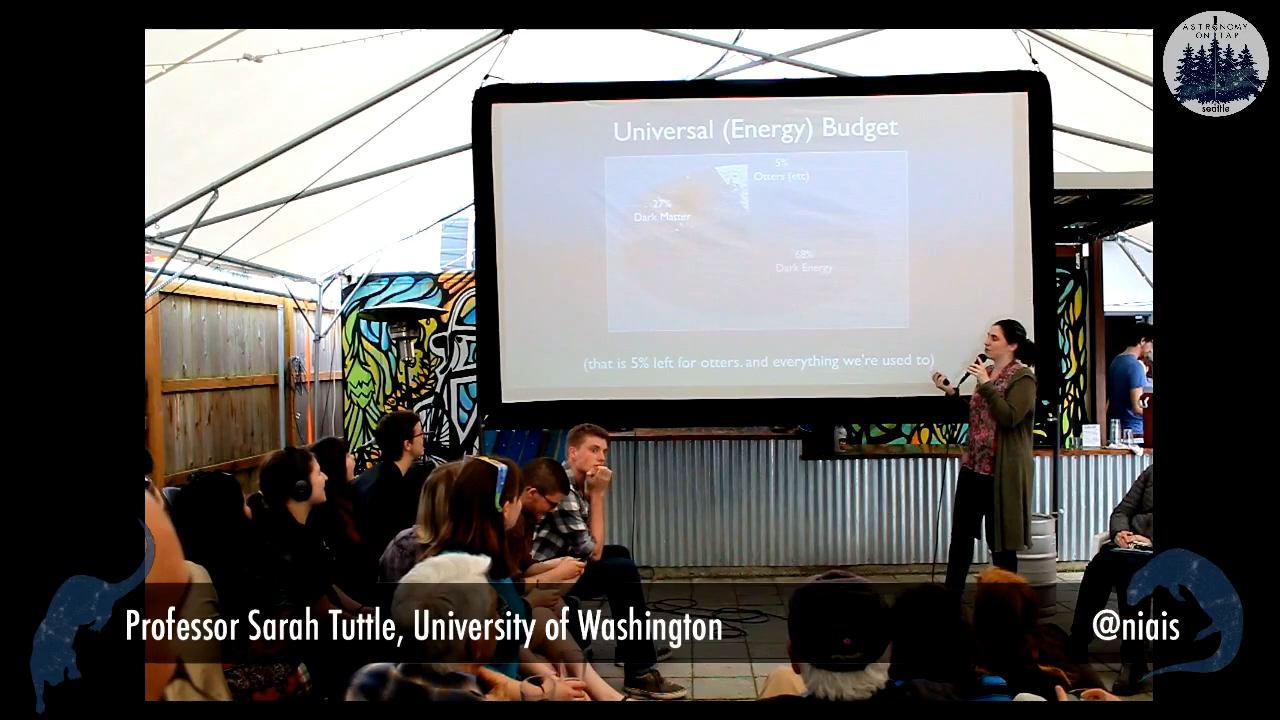 ASTRONOMY
ON TAP
seattle
Universal (Energy) Budget
5%
Otters (etc)
27%
Dark Matter
68%
Dark Energy
(that is 5% left for otters, and everything we're used to)
Professor Sarah Tuttle, University of Washington
@niais